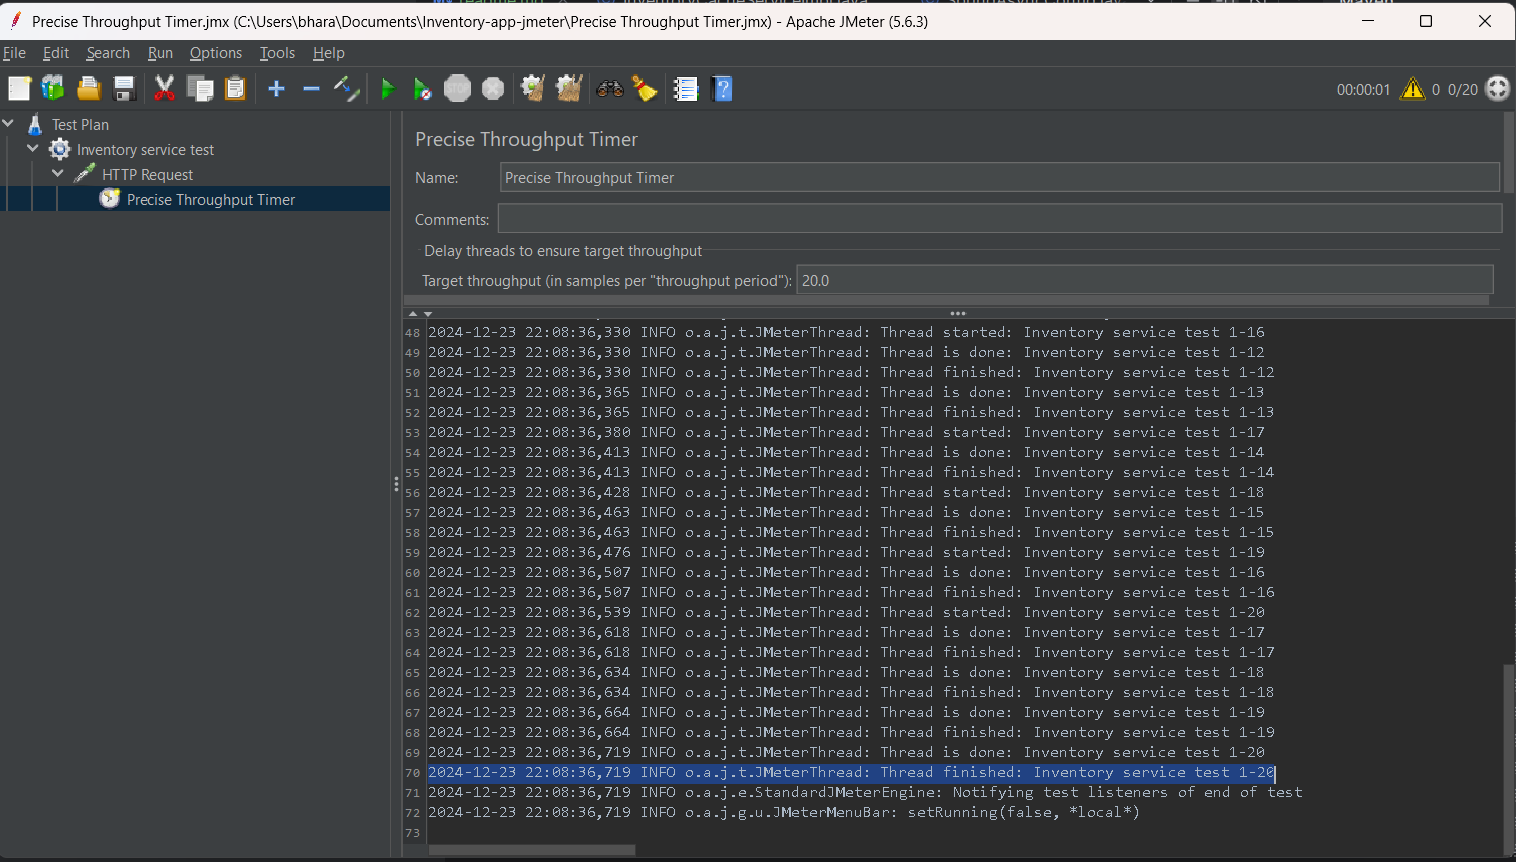 Precise Throughput Timer.jmx (C:\Users\bhara\Documents\Inventory-app-jmeter\Precise Throughput Timer.jmx) - Apache JMeter (5.6.3)
File Edit Search Run Options Tools Help
STOP 00:00:01 0 0/20
Test Plan
Inventory service test
HTTP Request
Precise Throughput Timer
Precise Throughput Timer
Name: Precise Throughput Timer
Comments:
Delay threads to ensure target throughput
Target throughput (in samples per "throughput period"): 20.0
48 2024-12-23 22:08:36,330 INFO o.a.j.t.JMeterThread: Thread started: Inventory service test 1-16
49 2024-12-23 22:08:36,330 INFO o.a.j.t.JMeterThread: Thread is done: Inventory service test 1-12
50 2024-12-23 22:08:36,330 INFO o.a.j.t.JMeterThread: Thread finished: Inventory service test 1-12
51 2024-12-23 22:08:36,365 INFO o.a.j.t.JMeterThread: Thread is done: Inventory service test 1-13
52 2024-12-23 22:08:36,365 INFO o.a.j.t.JMeterThread: Thread finished: Inventory service test 1-13
53 2024-12-23 22:08:36,380 INFO o.a.j.t.JMeterThread: Thread started: Inventory service test 1-17
54 2024-12-23 22:08:36,413 INFO o.a.j.t.JMeterThread: Thread is done: Inventory service test 1-14
55 2024-12-23 22:08:36,413 INFO o.a.j.t.JMeterThread: Thread finished: Inventory service test 1-14
56 2024-12-23 22:08:36,428 INFO o.a.j.t.JMeterThread: Thread started: Inventory service test 1-18
57 2024-12-23 22:08:36,463 INFO o.a.j.t.JMeterThread: Thread is done: Inventory service test 1-15
58 2024-12-23 22:08:36,463 INFO o.a.j.t.JMeterThread: Thread finished: Inventory service test 1-15
59 2024-12-23 22:08:36,476 INFO o.a.j.t.JMeterThread: Thread started: Inventory service test 1-19
60 2024-12-23 22:08:36,507 INFO o.a.j.t.JMeterThread: Thread is done: Inventory service test 1-16
61 2024-12-23 22:08:36,507 INFO o.a.j.t.JMeterThread: Thread finished: Inventory service test 1-16
62 2024-12-23 22:08:36,539 INFO o.a.j.t.JMeterThread: Thread started: Inventory service test 1-20
63 2024-12-23 22:08:36,618 INFO o.a.j.t.JMeterThread: Thread is done: Inventory service test 1-17
64 2024-12-23 22:08:36,618 INFO o.a.j.t.JMeterThread: Thread finished: Inventory service test 1-17
65 2024-12-23 22:08:36,634 INFO o.a.j.t.JMeterThread: Thread is done: Inventory service test 1-18
66 2024-12-23 22:08:36,634 INFO o.a.j.t.JMeterThread: Thread finished: Inventory service test 1-18
67 2024-12-23 22:08:36,664 INFO o.a.j.t.JMeterThread: Thread is done: Inventory service test 1-19
68 2024-12-23 22:08:36,664 INFO o.a.j.t.JMeterThread: Thread finished: Inventory service test 1-19
69 2024-12-23 22:08:36,719 INFO o.a.j.t.JMeterThread: Thread is done: Inventory service test 1-20
70 2024-12-23 22:08:36,719 INFO o.a.j.t.JMeterThread: Thread finished: Inventory service test 1-20
71 2024-12-23 22:08:36,719 INFO o.a.j.e.StandardJMeterEngine: Notifying test listeners of end of test
72 2024-12-23 22:08:36,719 INFO o.a.j.g.u.JMeterMenuBar: setRunning(false, *local*)
73